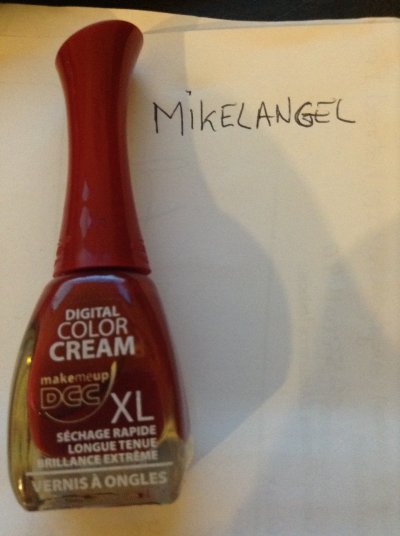 MIKELANGEL
DIGITAL
COLOR
CREAM
makemeup
DCC
XL
SÉCHAGE RAPIDE
LONGUE TENUE
BRILLANCE EXTRÊME
VERNIS À ONGLES